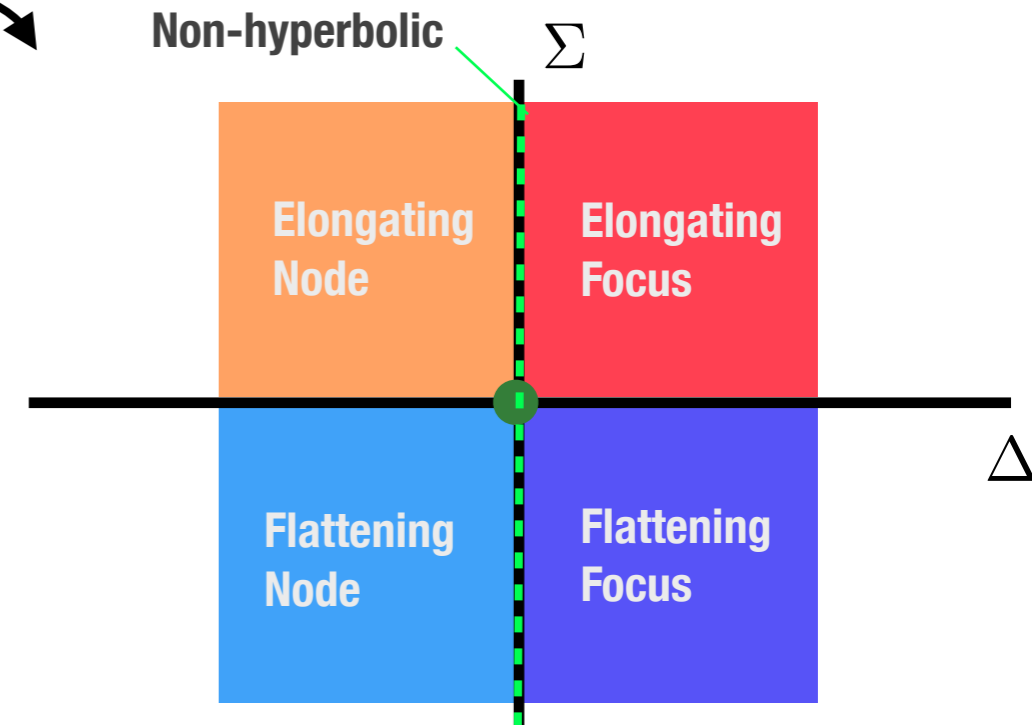 Non-hyperbolic
Σ
Elongating
Node
Elongating
Focus
Δ
Flattening
Node
Flattening
Focus